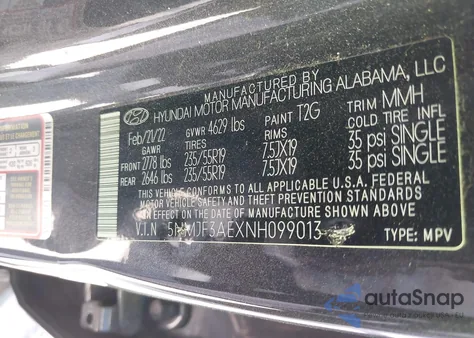 MANUFACTURED BY
HYUNDAI MOTOR MANUFACTURING ALABAMA, LLC
Feb/21/22 GVWR 4629 lbs PAINT T2G TRIM MMH
GAWR TIRES RIMS COLD TIRE INFL
FRONT 2778 lbs 235/55R19 7.5JX19 35 psi SINGLE
REAR 2646 lbs 235/55R19 7.5JX19 35 psi SINGLE
THIS VEHICLE CONFORMS TO ALL APPLICABLE U.S.A. FEDERAL
MOTOR VEHICLE SAFETY AND THEFT PREVENTION STANDARDS
IN EFFECT ON THE DATE OF MANUFACTURE SHOWN ABOVE.
V.I.N TYPE: MPV
autoSnap